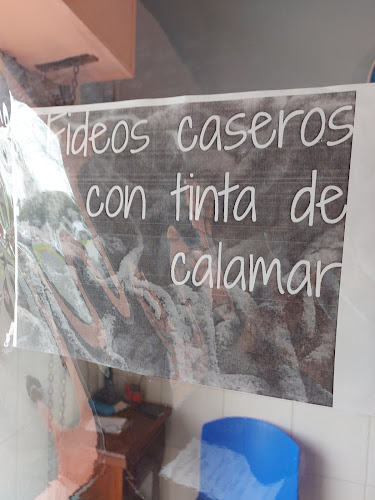 Fideos caseros
con tinta de
calamar